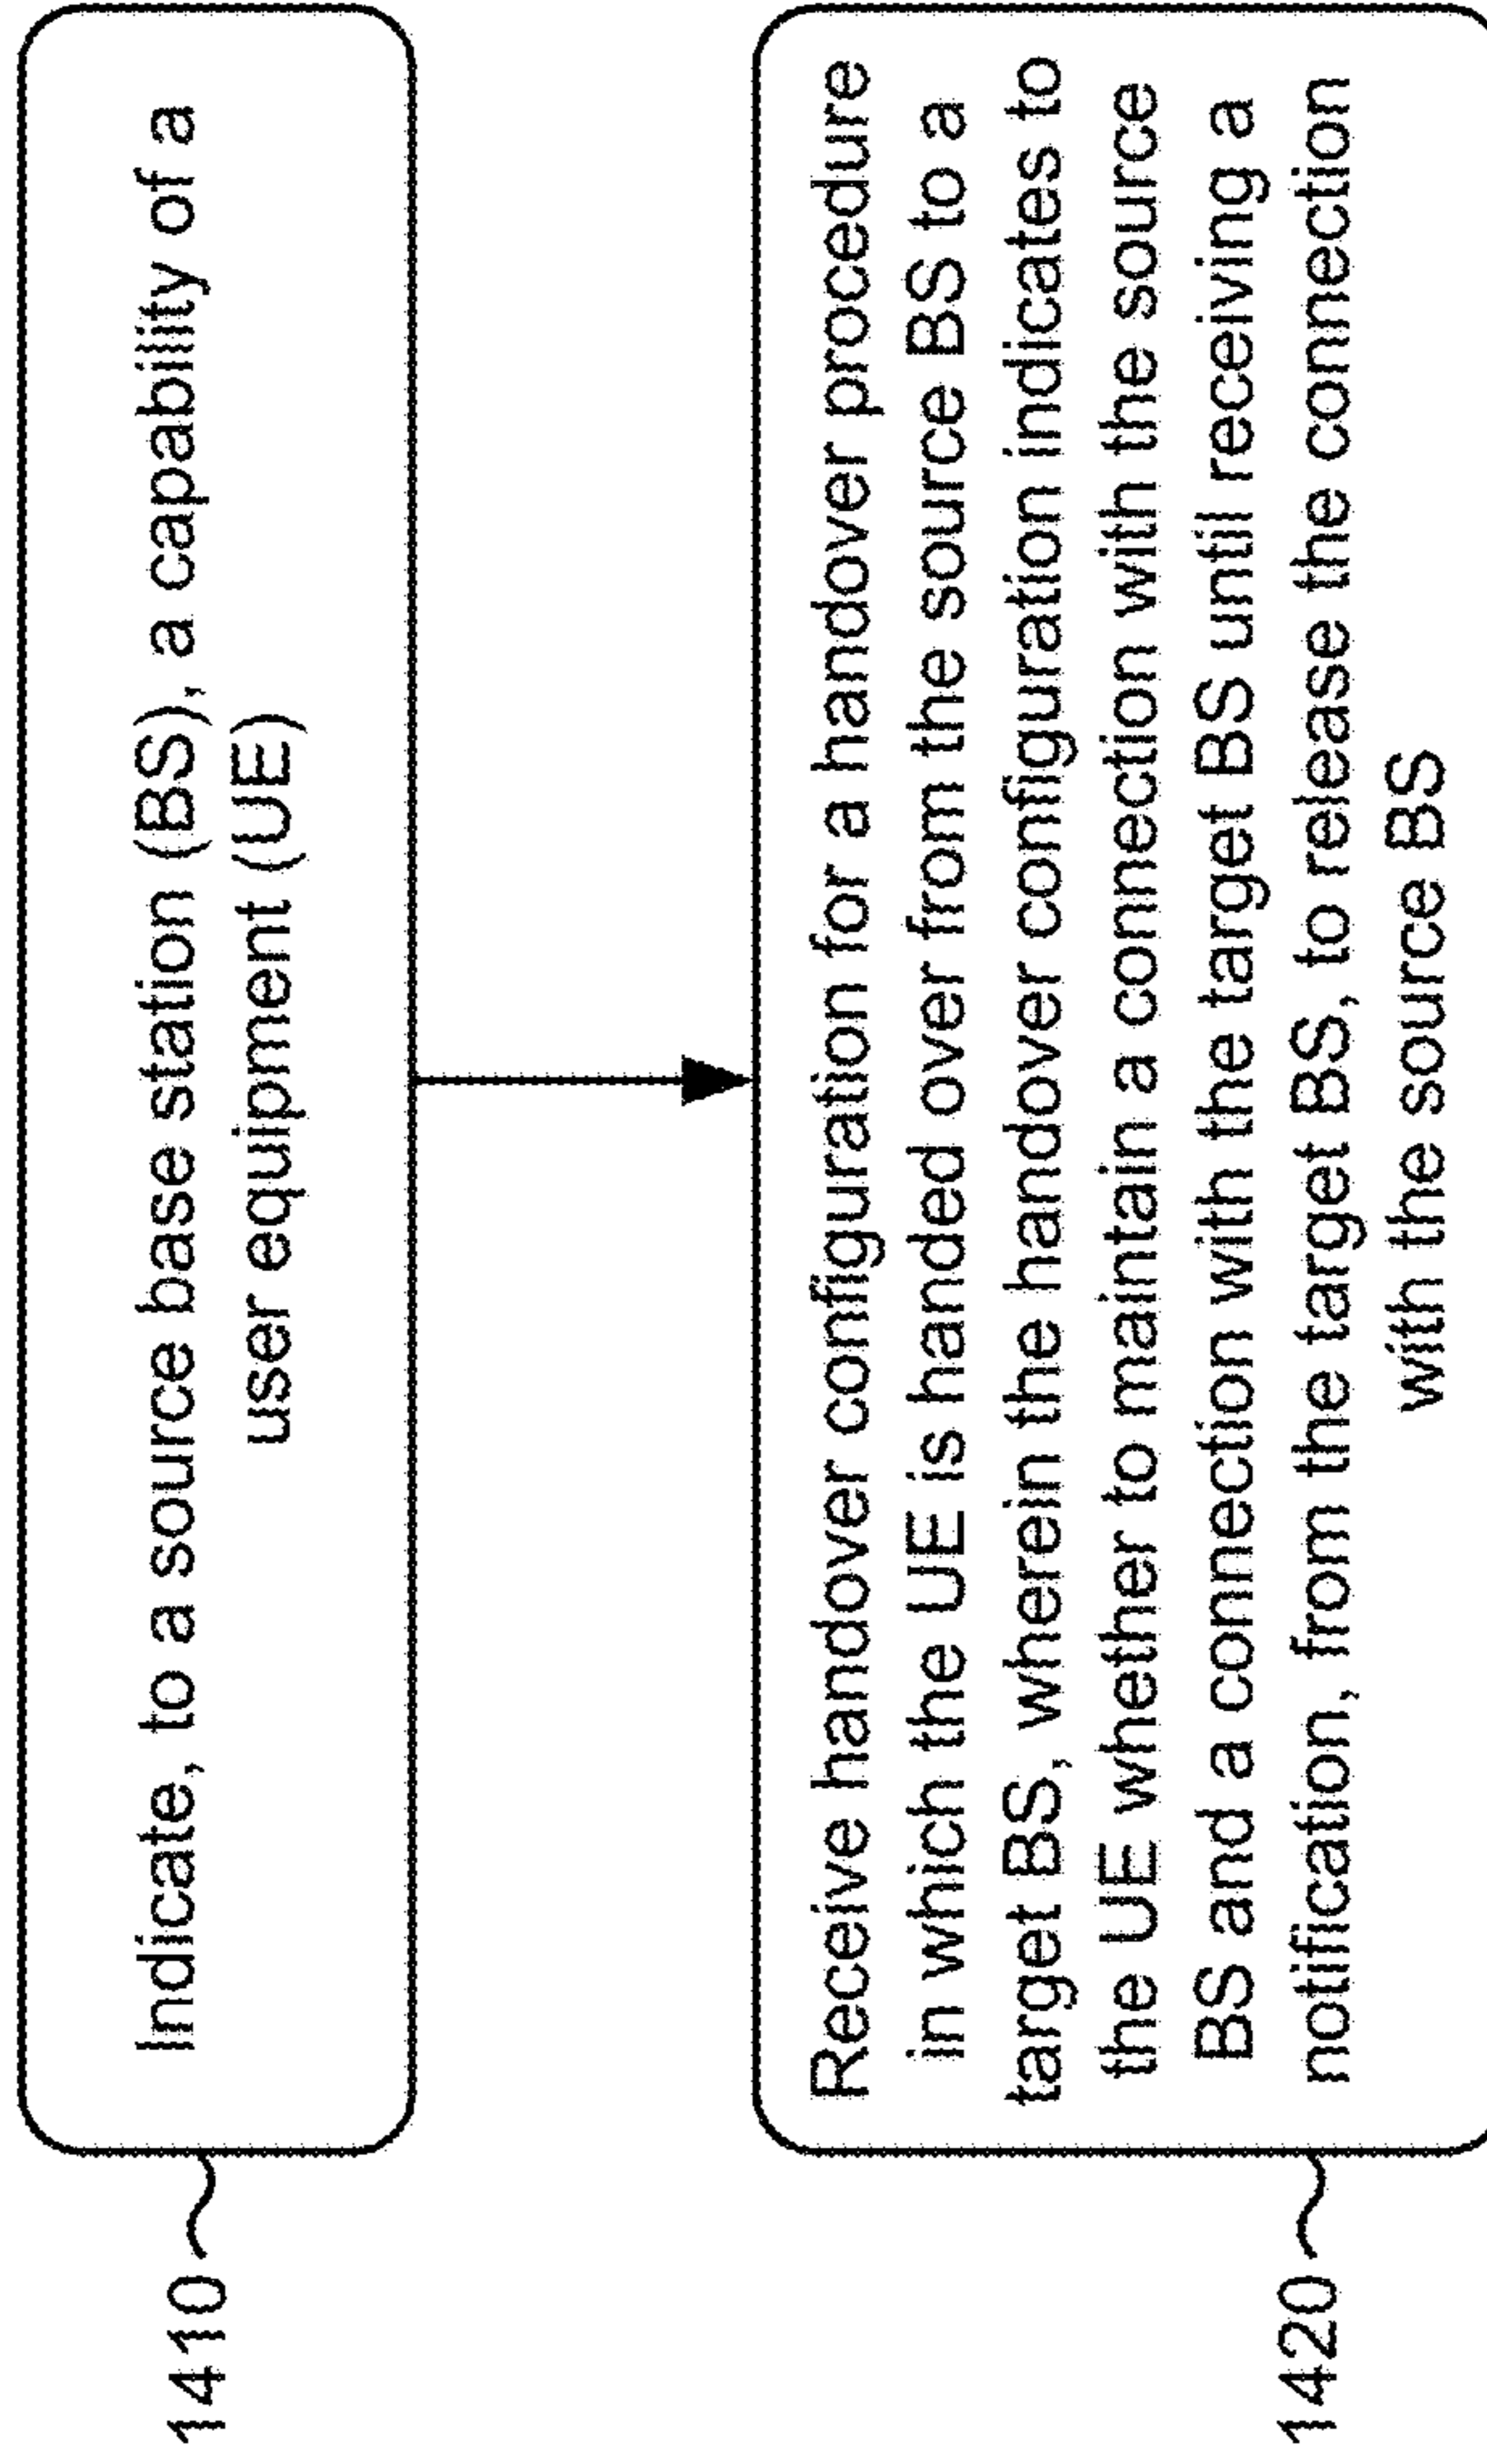 1410
Indicate, to a source base station (BS), a capability of a
user equipment (UE)
1420
Receive handover configuration for a handover procedure
in which the UE is handed over from the source BS to a
target BS, wherein the handover configuration indicates to
the UE whether to maintain a connection with the source
BS and a connection with the target BS until receiving a
notification, from the target BS, to release the connection
with the source BS